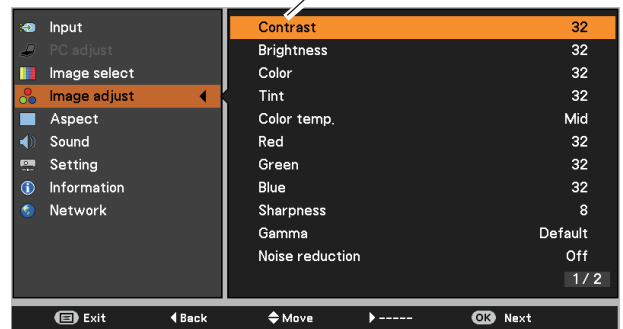 Input
PC adjust
Image select
Image adjust
Aspect
Sound
Setting
Information
Network
Contrast 32
Brightness 32
Color 32
Tint 32
Color temp. Mid
Red 32
Green 32
Blue 32
Sharpness 8
Gamma Default
Noise reduction Off
1/2
Exit Back Move ----- OK Next